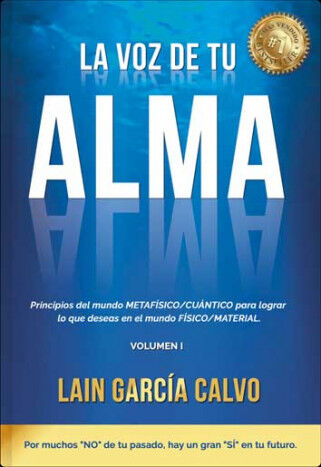 LA VOZ DE TU
#1
ALMA
Principios del mundo METAFÍSICO/CUÁNTICO para lograr
lo que deseas en el mundo FÍSICO/MATERIAL.
VOLUMEN I
LAIN GARCÍA CALVO
Por muchos "NO" de tu pasado, hay un gran "SÍ" en tu futuro.